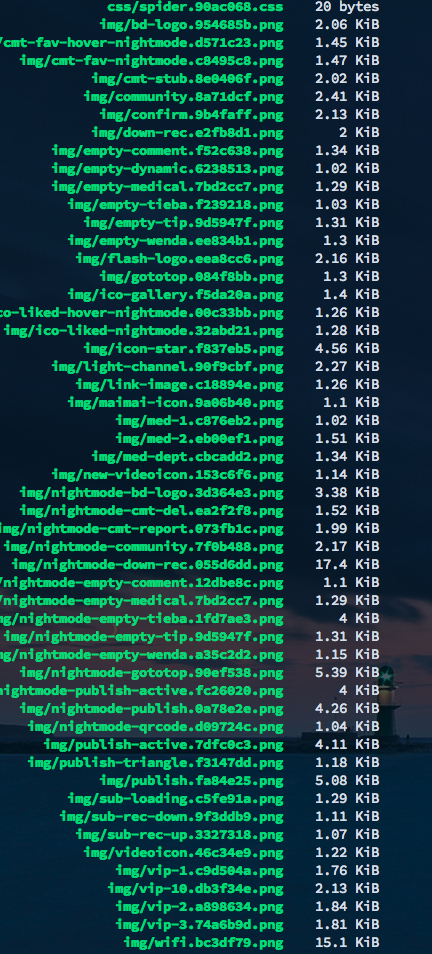 css/spider.90ac068.css 20 bytes
img/bd-logo.954685b.png 2.06 KiB
/cmt-fav-hover-nightmode.d571c23.png 1.45 KiB
img/cmt-fav-nightmode.c8495c8.png 1.47 KiB
img/cmt-stub.8e0406f.png 2.02 KiB
img/community.8a71dcf.png 2.41 KiB
img/confirm.9b4faff.png 2.13 KiB
img/down-rec.e2fb8d1.png 2 KiB
img/empty-comment.f52c638.png 1.34 KiB
img/empty-dynamic.6238513.png 1.02 KiB
img/empty-medical.7bd2cc7.png 1.29 KiB
img/empty-tieba.f239218.png 1.03 KiB
img/empty-tip.9d5947f.png 1.31 KiB
img/empty-wenda.ee834b1.png 1.3 KiB
img/flash-logo.eea8cc6.png 2.16 KiB
img/gototop.084f8bb.png 1.3 KiB
img/ico-gallery.f5da20a.png 1.4 KiB
co-liked-hover-nightmode.00c33bb.png 1.26 KiB
img/ico-liked-nightmode.32abd21.png 1.28 KiB
img/icon-star.f837eb5.png 4.56 KiB
img/light-channel.90f9cbf.png 2.27 KiB
img/link-image.c18894e.png 1.26 KiB
img/maimai-icon.9a06b40.png 1.1 KiB
img/med-1.c876eb2.png 1.02 KiB
img/med-2.eb00ef1.png 1.51 KiB
img/med-dept.cbcadd2.png 1.34 KiB
img/new-videoicon.153c6f6.png 1.14 KiB
img/nightmode-bd-logo.3d364e3.png 3.38 KiB
img/nightmode-cmt-del.ea2f2f8.png 1.52 KiB
img/nightmode-cmt-report.073fb1c.png 1.99 KiB
img/nightmode-community.7f0b488.png 2.17 KiB
img/nightmode-down-rec.055d6dd.png 17.4 KiB
/nightmode-empty-comment.12dbe8c.png 1.1 KiB
/nightmode-empty-medical.7bd2cc7.png 1.29 KiB
mg/nightmode-empty-tieba.1fd7ae3.png 4 KiB
img/nightmode-empty-tip.9d5947f.png 1.31 KiB
mg/nightmode-empty-wenda.a35c2d2.png 1.15 KiB
img/nightmode-gototop.90ef538.png 5.39 KiB
nightmode-publish-active.fc26020.png 4 KiB
img/nightmode-publish.0a78e2e.png 4.26 KiB
img/nightmode-qrcode.d09724c.png 1.04 KiB
img/publish-active.7dfc0c3.png 4.11 KiB
img/publish-triangle.f3147dd.png 1.18 KiB
img/publish.fa84e25.png 5.08 KiB
img/sub-loading.c5fe91a.png 1.29 KiB
img/sub-rec-down.9f3ddb9.png 1.11 KiB
img/sub-rec-up.3327318.png 1.07 KiB
img/videoicon.46c34e9.png 1.22 KiB
img/vip-1.c9d504a.png 1.76 KiB
img/vip-10.db3f34e.png 2.13 KiB
img/vip-2.a898634.png 1.84 KiB
img/vip-3.74a6b9d.png 1.81 KiB
img/wifi.bc3df79.png 15.1 KiB